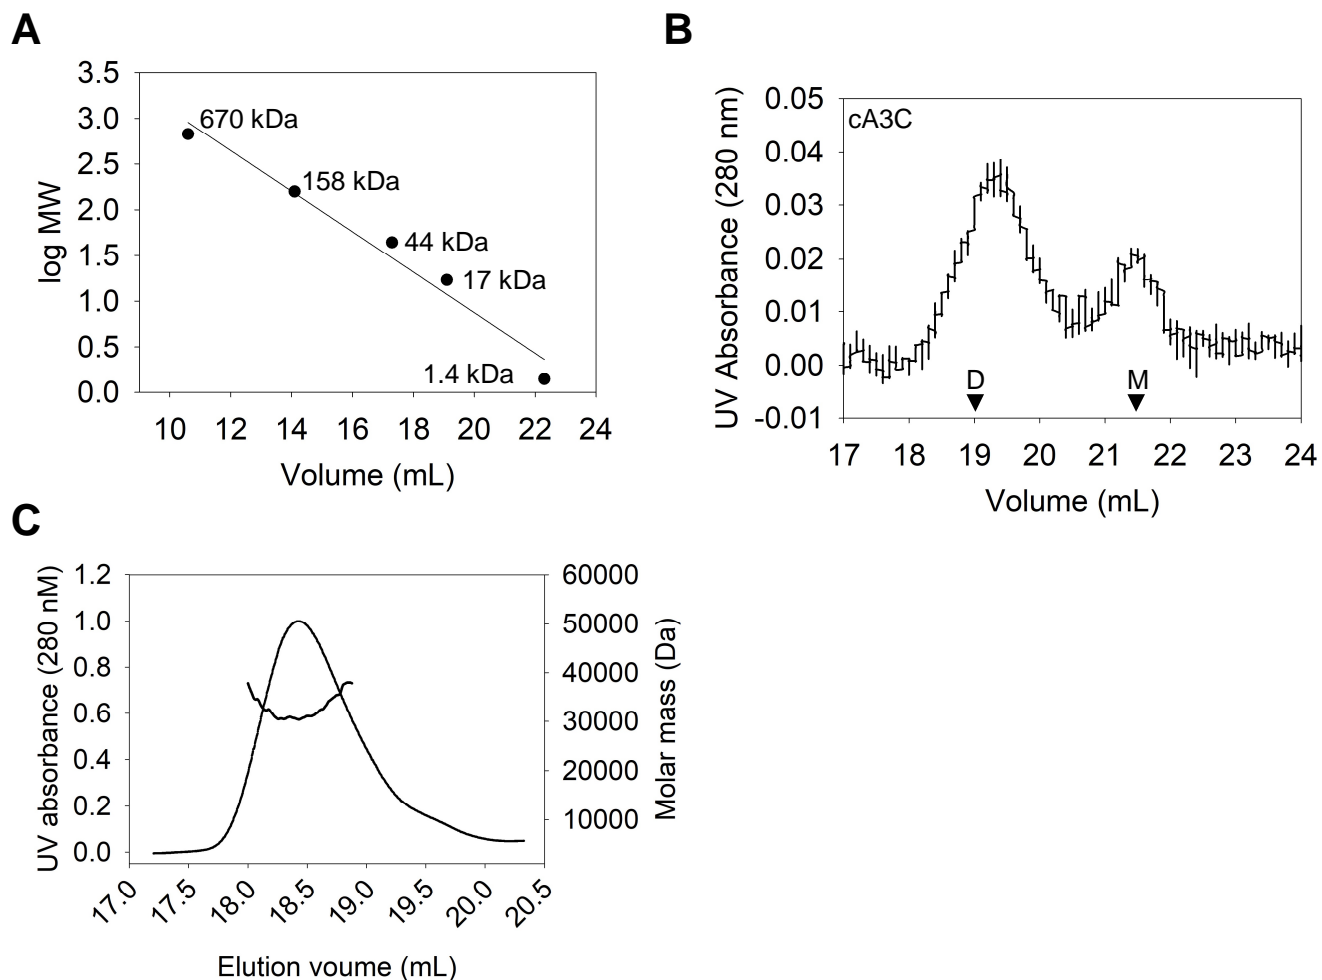 A
3.5
3.0
2.5
2.0
1.5
1.0
0.5
0.0
log MW
670 kDa
158 kDa
44 kDa
17 kDa
1.4 kDa
10 12 14 16 18 20 22 24
Volume (mL)
B
0.05
0.04
0.03
0.02
0.01
0.00
-0.01
UV Absorbance (280 nm)
cA3C
D M
17 18 19 20 21 22 23 24
Volume (mL)
C
1.2
1.0
0.8
0.6
0.4
0.2
0.0
UV absorbance (280 nM)
60000
50000
40000
30000
20000
10000
Molar mass (Da)
17.0 17.5 18.0 18.5 19.0 19.5 20.0 20.5
Elution voume (mL)